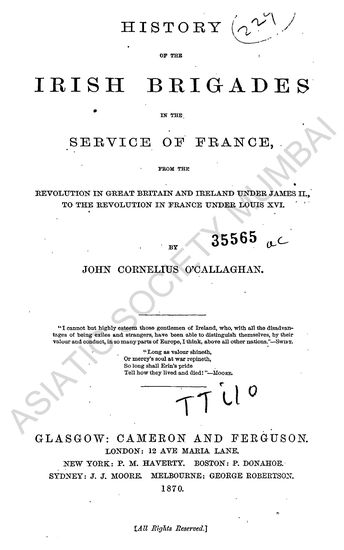 HISTORY
229
OF THE
IRISH BRIGADES
IN THE
SERVICE OF FRANCE,
FROM THE
REVOLUTION IN GREAT BRITAIN AND IRELAND UNDER JAMES II.,
TO THE REVOLUTION IN FRANCE UNDER LOUIS XVI.
35565
BY
JOHN CORNELIUS O'CALLAGHAN.
"I cannot but highly esteem those gentlemen of Ireland, who, with all the disadvan-
tages of being exiles and strangers, have been able to distinguish themselves, by their
valour and conduct, in so many parts of Europe, I think, above all other nations."—SWIFT.
"Long as valour shineth,
Or mercy's soul at war repineth,
So long shall Erin's pride
Tell how they lived and died!"—MOORE.
GLASGOW: CAMERON AND FERGUSON.
LONDON: 12 AVE MARIA LANE.
NEW YORK: P. M. HAVERTY. BOSTON: P. DONAHOE.
SYDNEY: J. J. MOORE. MELBOURNE: GEORGE ROBERTSON.
1870.
[All Rights Reserved.]
ASIATIC SOCIETY MUMBAI